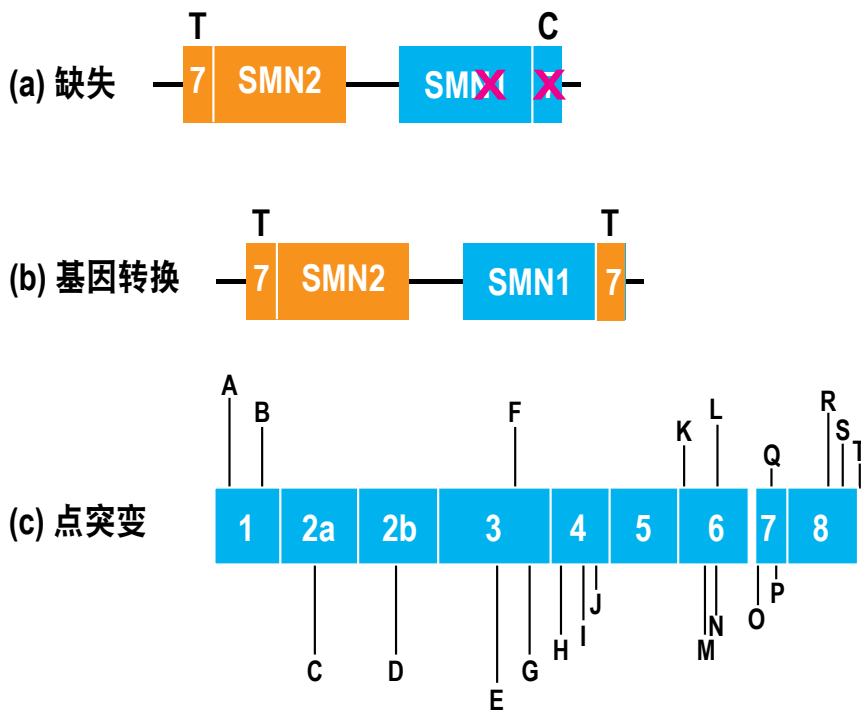 T C
(a) 缺失 7 SMN2 SMN1
T T
(b) 基因转换 7 SMN2 SMN1 7
A B F K L Q R S T
(c) 点突变 1 2a 2b 3 4 5 6 7 8
C D E G H I J M N O P